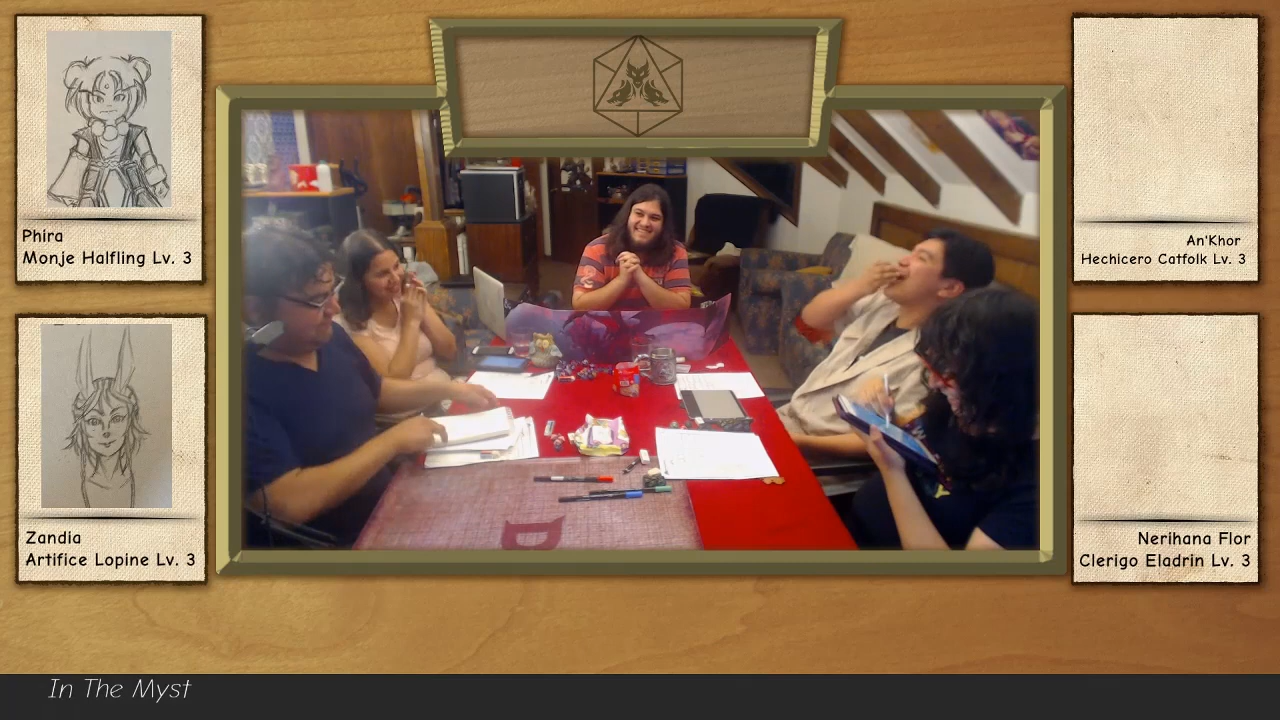 Phira
Monje Halfling Lv. 3
Zandia
Artifice Lopine Lv. 3
An'Khor
Hechicero Catfolk Lv. 3
Nerihana Flor
Clerigo Eladrin Lv. 3
D
In The Myst